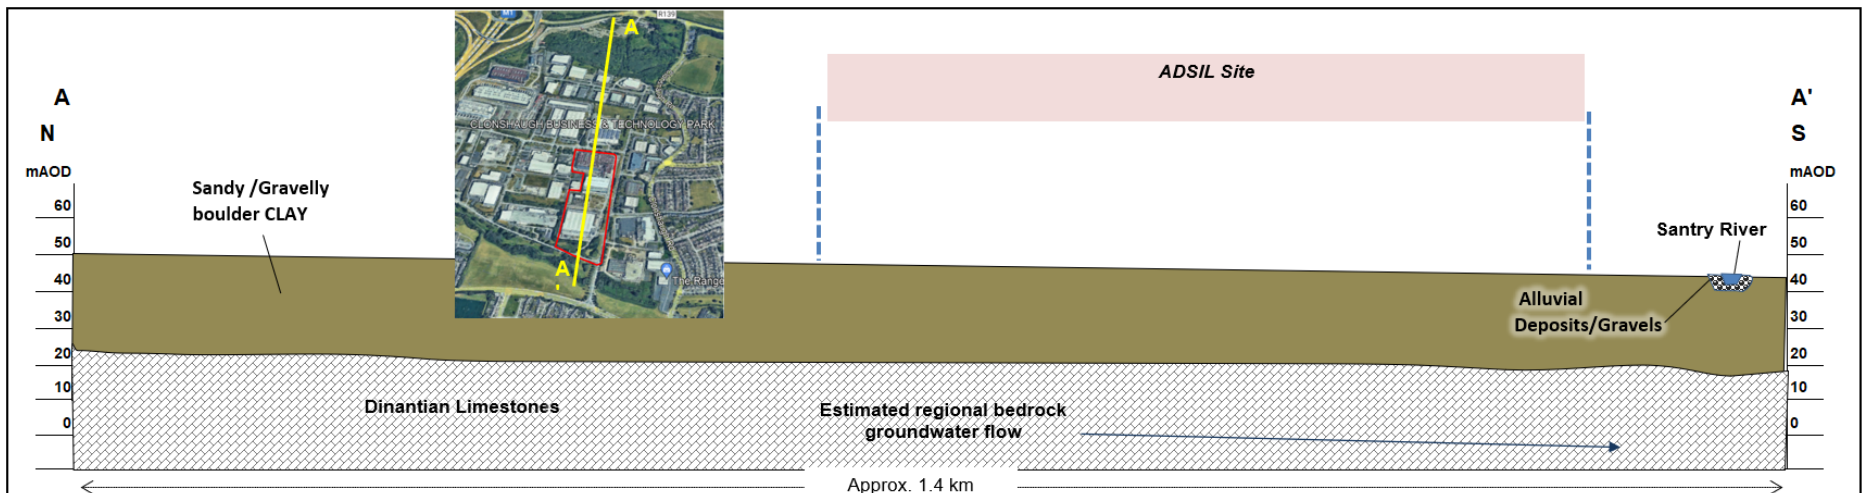 M1
R139
A
CLONSHAUGH BUSINESS & TECHNOLOGY PARK
A
'
The Range
ADSIL Site
A
N
mAOD
60
50
40
30
20
10
0
Sandy /Gravelly
boulder CLAY
A'
S
mAOD
60
50
40
30
20
10
0
Santry River
Alluvial
Deposits/Gravels
Dinantian Limestones
Estimated regional bedrock
groundwater flow
Approx. 1.4 km